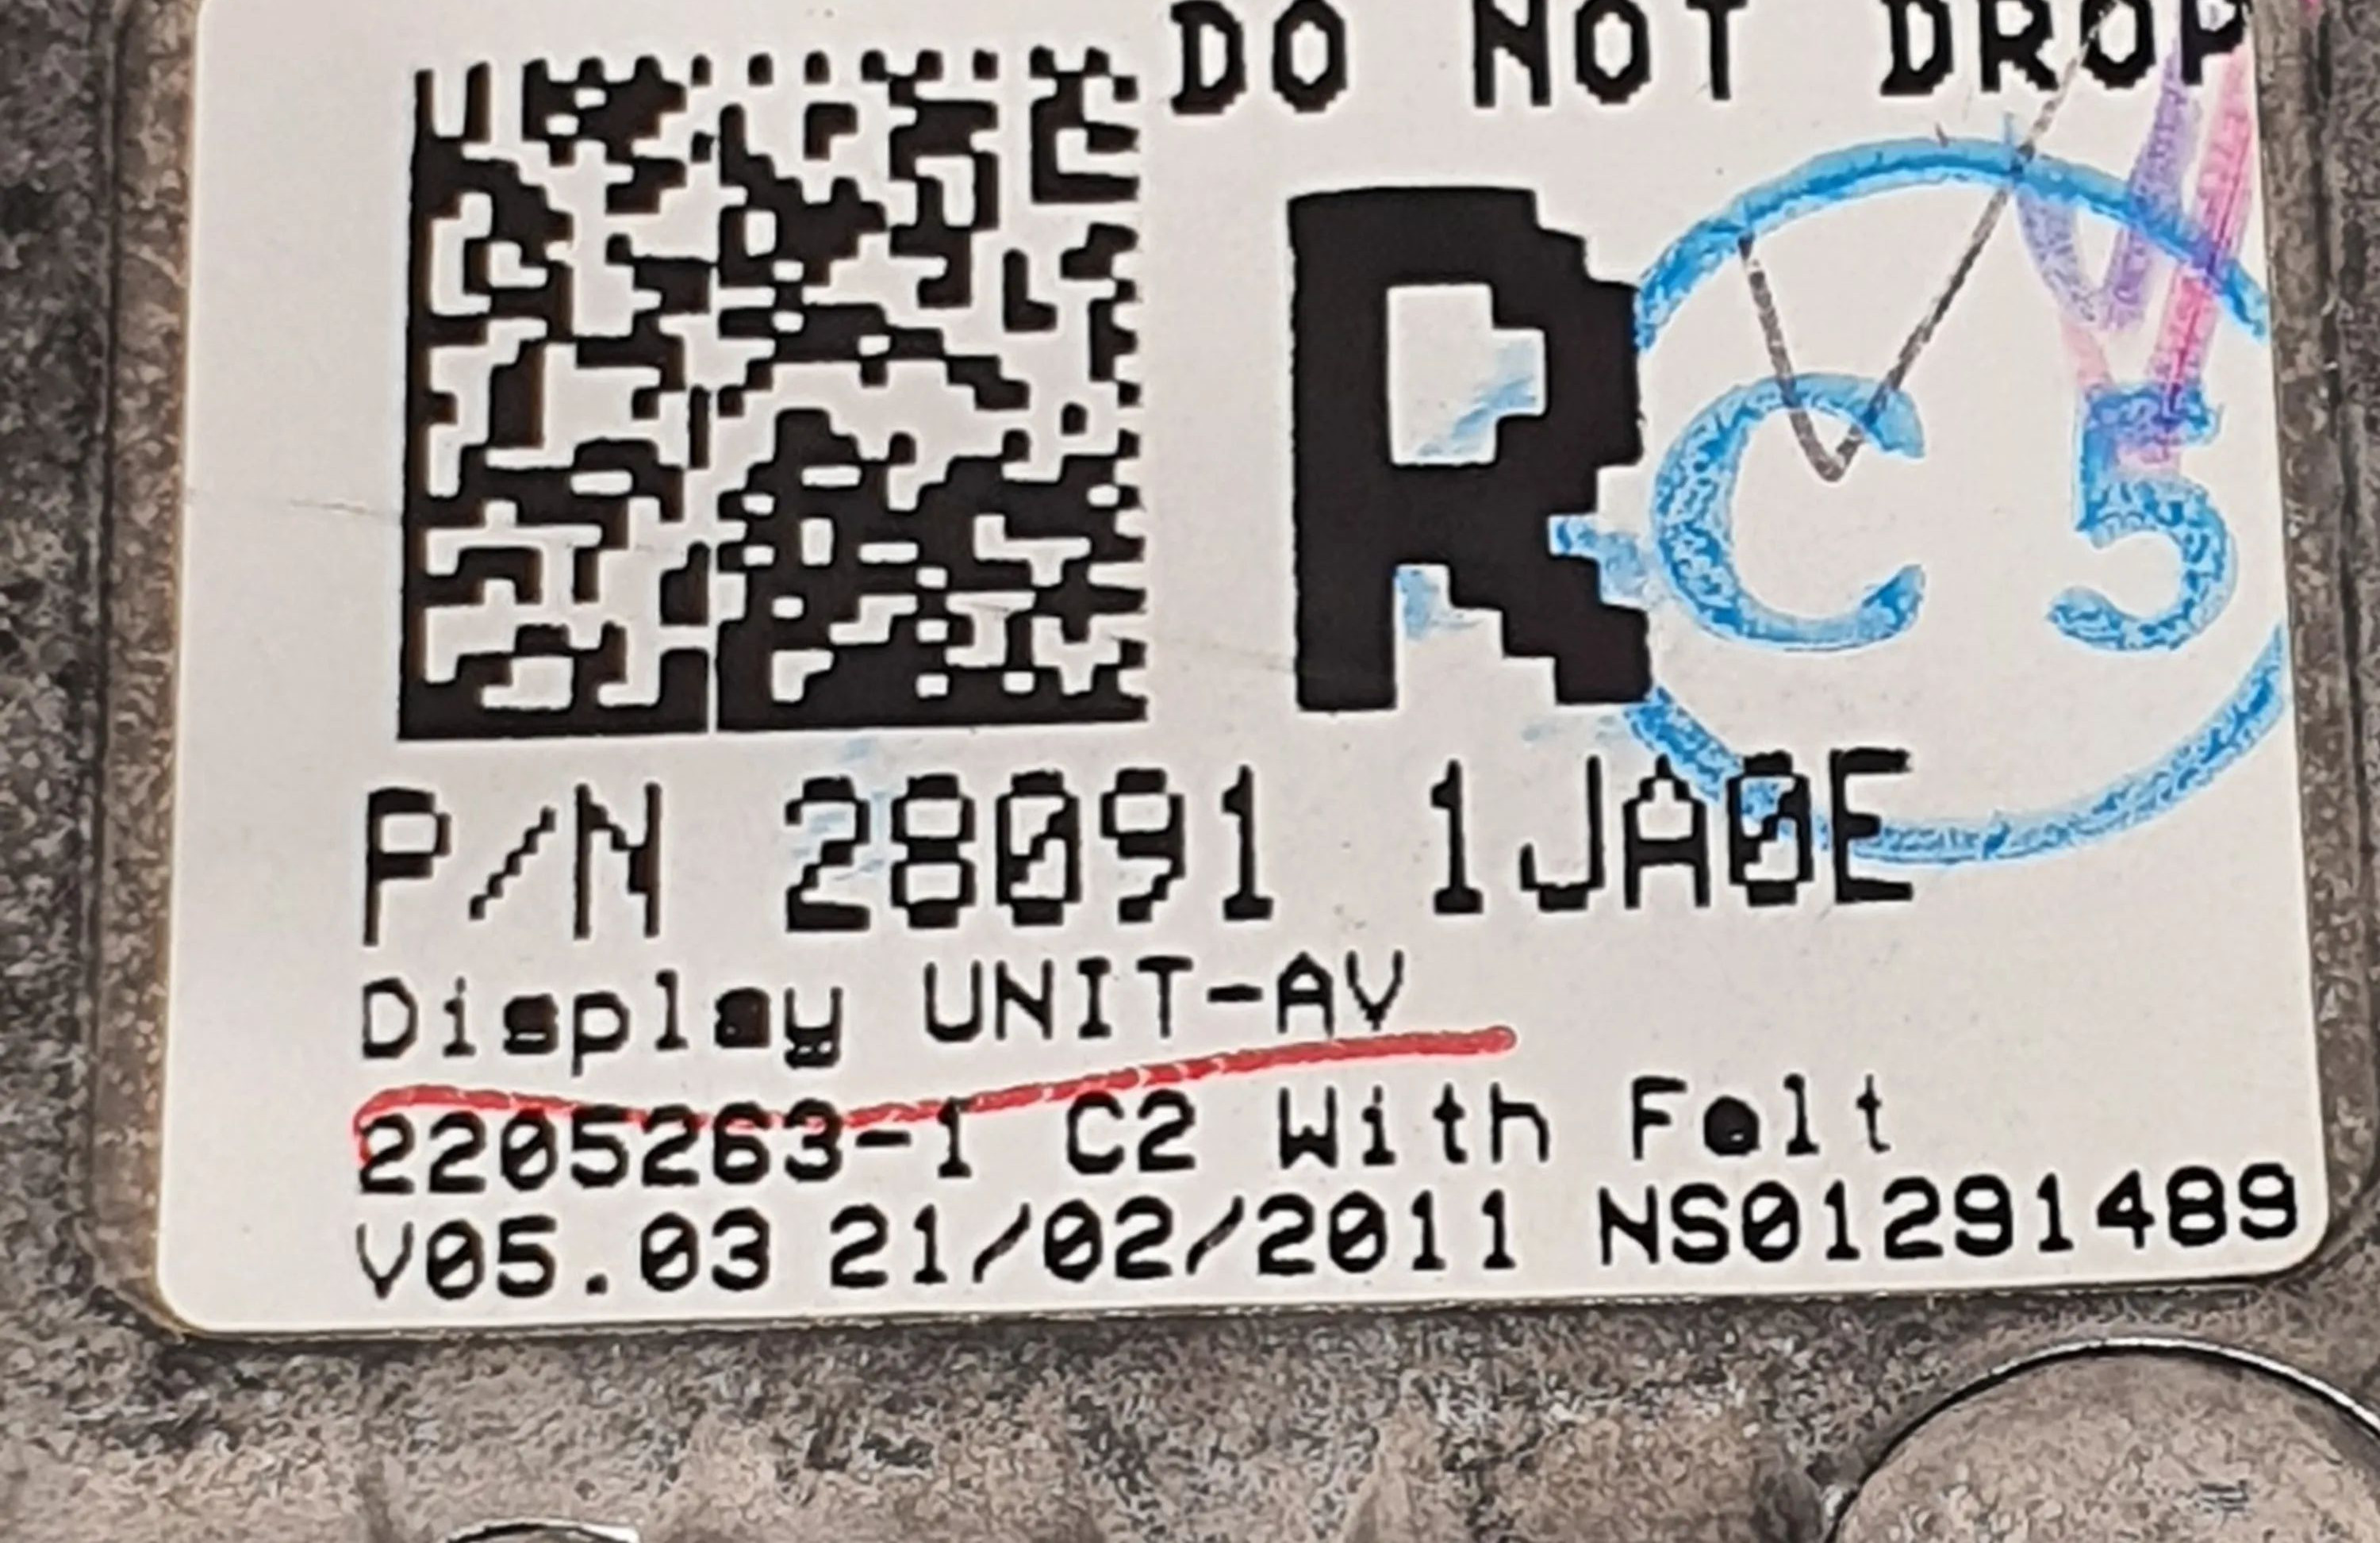 DO NOT DROP
R
C 5
P/N 28091 1JA0E
Display UNIT-AV
2205263-1 C2 With Felt
V05.03 21/02/2011 NS01291489